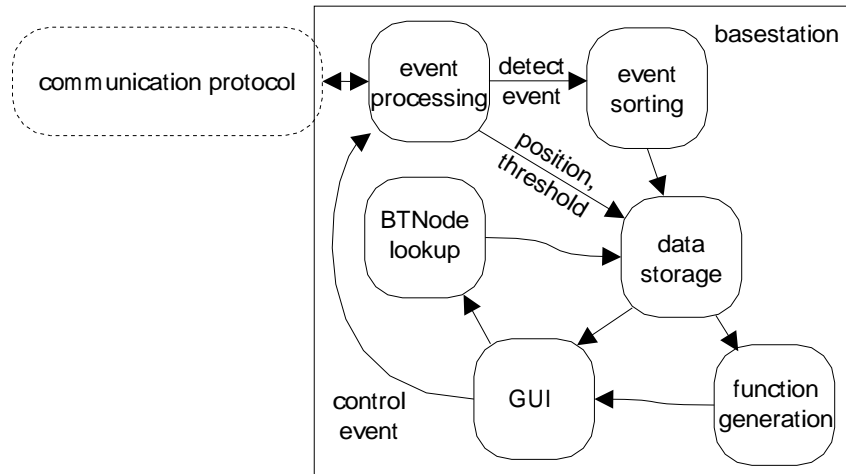 basestation
communication protocol
event
processing
detect
event
event
sorting
position,
threshold
BTNode
lookup
data
storage
control
event
GUI
function
generation